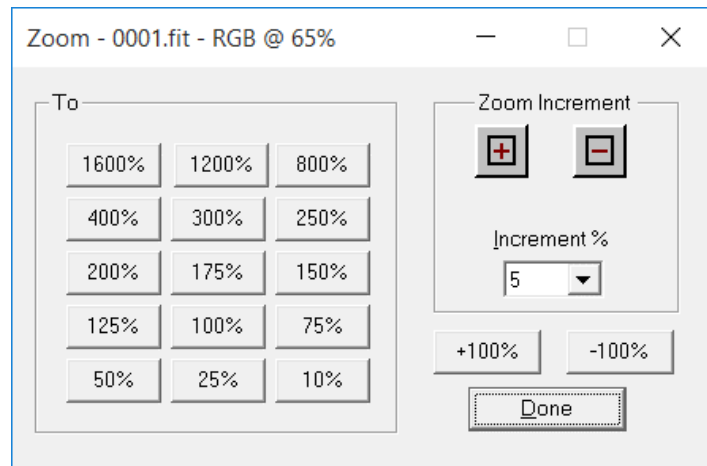 Zoom - 0001.fit - RGB @ 65%
To
1600% 1200% 800%
400% 300% 250%
200% 175% 150%
125% 100% 75%
50% 25% 10%
Zoom Increment
Increment %
5
+100% -100%
Done